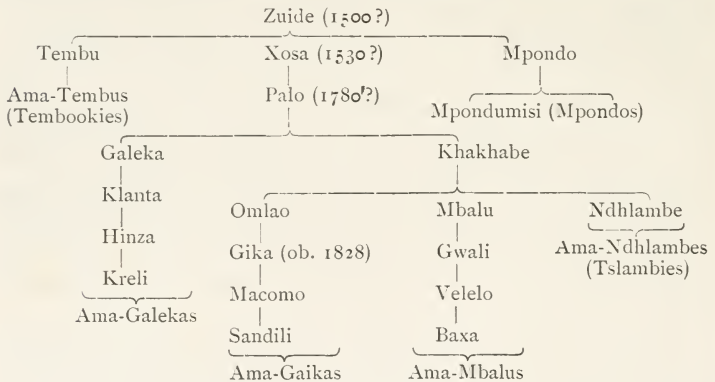 Zuide (1500?)
Tembu Xosa (1530?) Mpondo
Ama-Tembus Palo (1780?)
(Tembookies) Mpondumisi (Mpondos)
Galeka Khakhabe
Klanta
Omlao Mbalu Ndhlambe
Hinza
Gika (ob. 1828) Gwali Ama-Ndhlambes
Kreli (Tslambies)
Macomo Velelo
Ama-Galekas
Sandili Baxa
Ama-Gaikas Ama-Mbalus